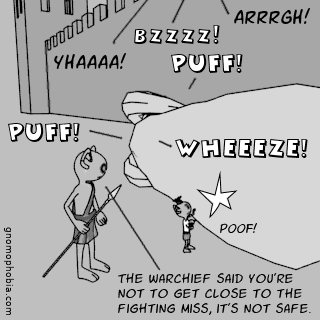 ARRRGH!
BZZZZ!
YHAAAA!
PUFF!
PUFF!
WHEEEZE!
POOF!
THE WARCHIEF SAID YOU'RE
NOT TO GET CLOSE TO THE
FIGHTING MISS, IT'S NOT SAFE.
gnomophobia.com